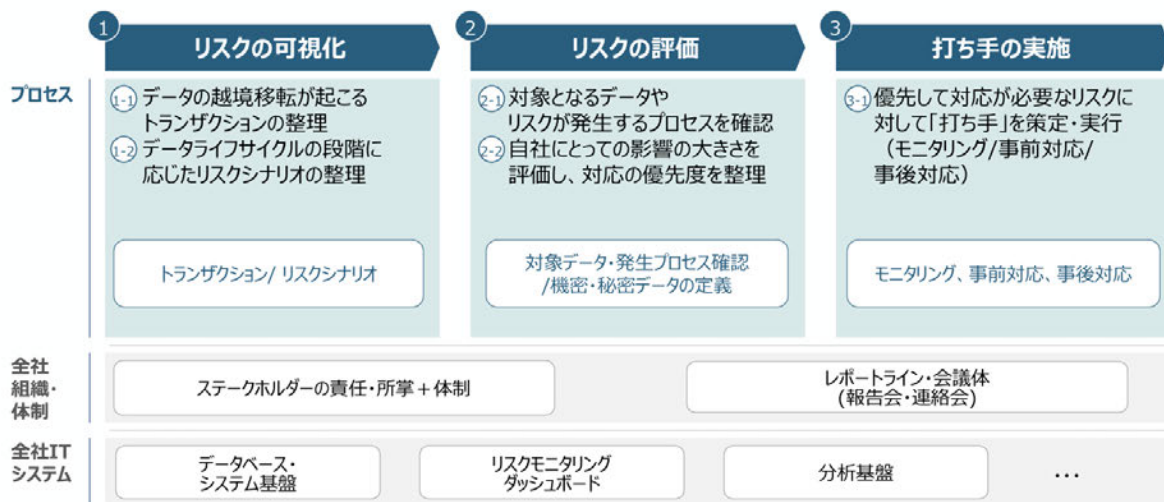 1
リスクの可視化
2
リスクの評価
3
打ち手の実施
プロセス
1-1 データの越境移転が起こる
トランザクションの整理
1-2 データライフサイクルの段階に
応じたリスクシナリオの整理
トランザクション/ リスクシナリオ
2-1 対象となるデータや
リスクが発生するプロセスを確認
2-2 自社にとっての影響の大きさを
評価し、対応の優先度を整理
対象データ・発生プロセス確認
/機密・秘密データの定義
3-1 優先して対応が必要なリスクに
対して「打ち手」を策定・実行
（モニタリング/事前対応/
事後対応）
モニタリング、事前対応、事後対応
全社
組織・
体制
ステークホルダーの責任・所掌＋体制
レポートライン・会議体
(報告会・連絡会)
全社IT
システム
データベース・
システム基盤
リスクモニタリング
ダッシュボード
分析基盤
…